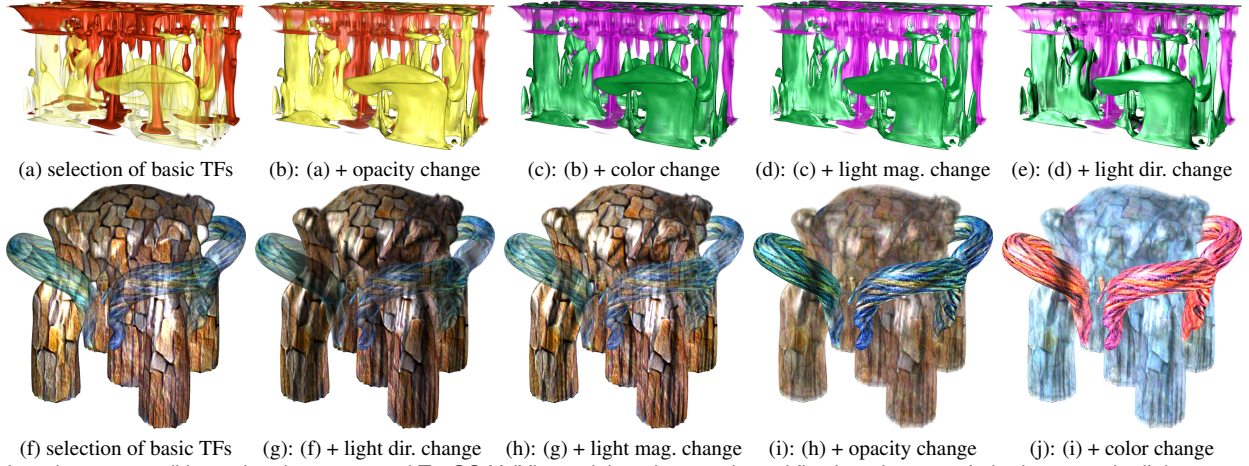 (a) selection of basic TFs
(b): (a) + opacity change
(c): (b) + color change
(d): (c) + light mag. change
(e): (d) + light dir. change
(f) selection of basic TFs
(g): (f) + light dir. change
(h): (g) + light mag. change
(i): (h) + opacity change
(j): (i) + color change